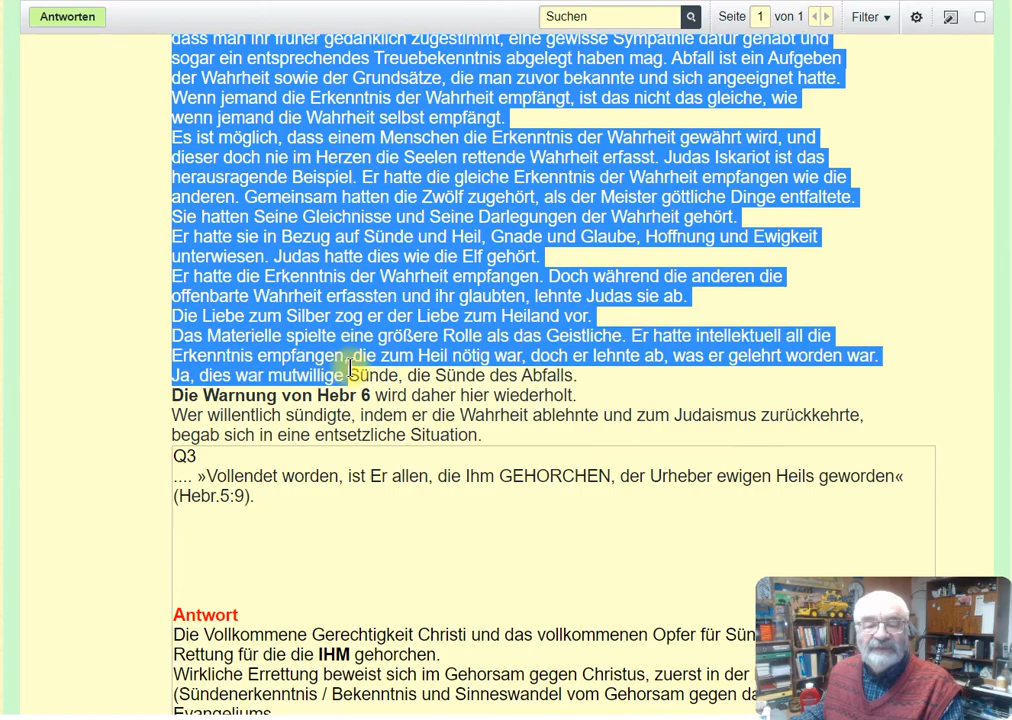 Antworten
Suchen
Seite 1 von 1
Filter
dass man ihr früher gedanklich zugestimmt, eine gewisse Sympathie dafür gehabt und
sogar ein entsprechendes Treuebekenntnis abgelegt haben mag. Abfall ist ein Aufgeben
der Wahrheit sowie der Grundsätze, die man zuvor bekannte und sich angeeignet hatte.
Wenn jemand die Erkenntnis der Wahrheit empfängt, ist das nicht das gleiche, wie
wenn jemand die Wahrheit selbst empfängt.
Es ist möglich, dass einem Menschen die Erkenntnis der Wahrheit gewährt wird, und
dieser doch nie im Herzen die Seelen rettende Wahrheit erfasst. Judas Iskariot ist das
herausragende Beispiel. Er hatte die gleiche Erkenntnis der Wahrheit empfangen wie die
anderen. Gemeinsam hatten die Zwölf zugehört, als der Meister göttliche Dinge entfaltete.
Sie hatten Seine Gleichnisse und Seine Darlegungen der Wahrheit gehört.
Er hatte sie in Bezug auf Sünde und Heil, Gnade und Glaube, Hoffnung und Ewigkeit
unterwiesen. Judas hatte dies wie die Elf gehört.
Er hatte die Erkenntnis der Wahrheit empfangen. Doch während die anderen die
offenbarte Wahrheit erfassten und ihr glaubten, lehnte Judas sie ab.
Die Liebe zum Silber zog er der Liebe zum Heiland vor.
Das Materielle spielte eine größere Rolle als das Geistliche. Er hatte intellektuell all die
Erkenntnis empfangen, die zum Heil nötig war, doch er lehnte ab, was er gelehrt worden war.
Ja, dies war mutwillige Sünde, die Sünde des Abfalls.
Die Warnung von Hebr 6 wird daher hier wiederholt.
Wer willentlich sündigte, indem er die Wahrheit ablehnte und zum Judaismus zurückkehrte,
begab sich in eine entsetzliche Situation.
Q3
.... »Vollendet worden, ist Er allen, die Ihm GEHORCHEN, der Urheber ewigen Heils geworden«
(Hebr.5:9).
Antwort
Die Vollkommene Gerechtigkeit Christi und das vollkommenen Opfer für Sün
Rettung für die die IHM gehorchen.
Wirkliche Errettung beweist sich im Gehorsam gegen Christus, zuerst in der
(Sündenerkenntnis / Bekenntnis und Sinneswandel vom Gehorsam gegen da
Evangeliums